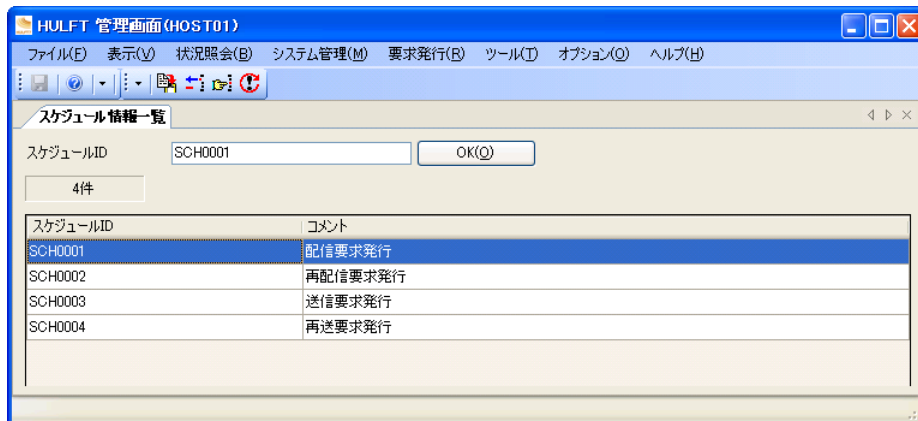 HULFT 管理画面(HOST01)
ファイル(F) 表示(V) 状況照会(B) システム管理(M) 要求発行(R) ツール(T) オプション(O) ヘルプ(H)
スケジュール情報一覧
スケジュールID SCH0001 OK(O)
4件
スケジュールID コメント
SCH0001 配信要求発行
SCH0002 再配信要求発行
SCH0003 送信要求発行
SCH0004 再送要求発行